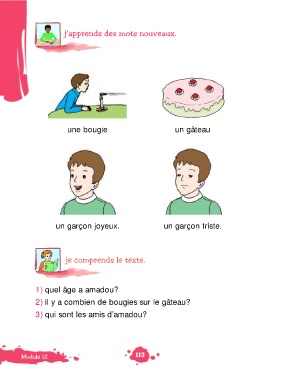 j'apprends des mots nouveaux.
une bougie
un gâteau
un garçon joyeux.
un garçon triste.
je comprends le texte.
1) quel âge a amadou?
2) il y a combien de bougies sur le gâteau?
3) qui sont les amis d'amadou?
Module 12
113